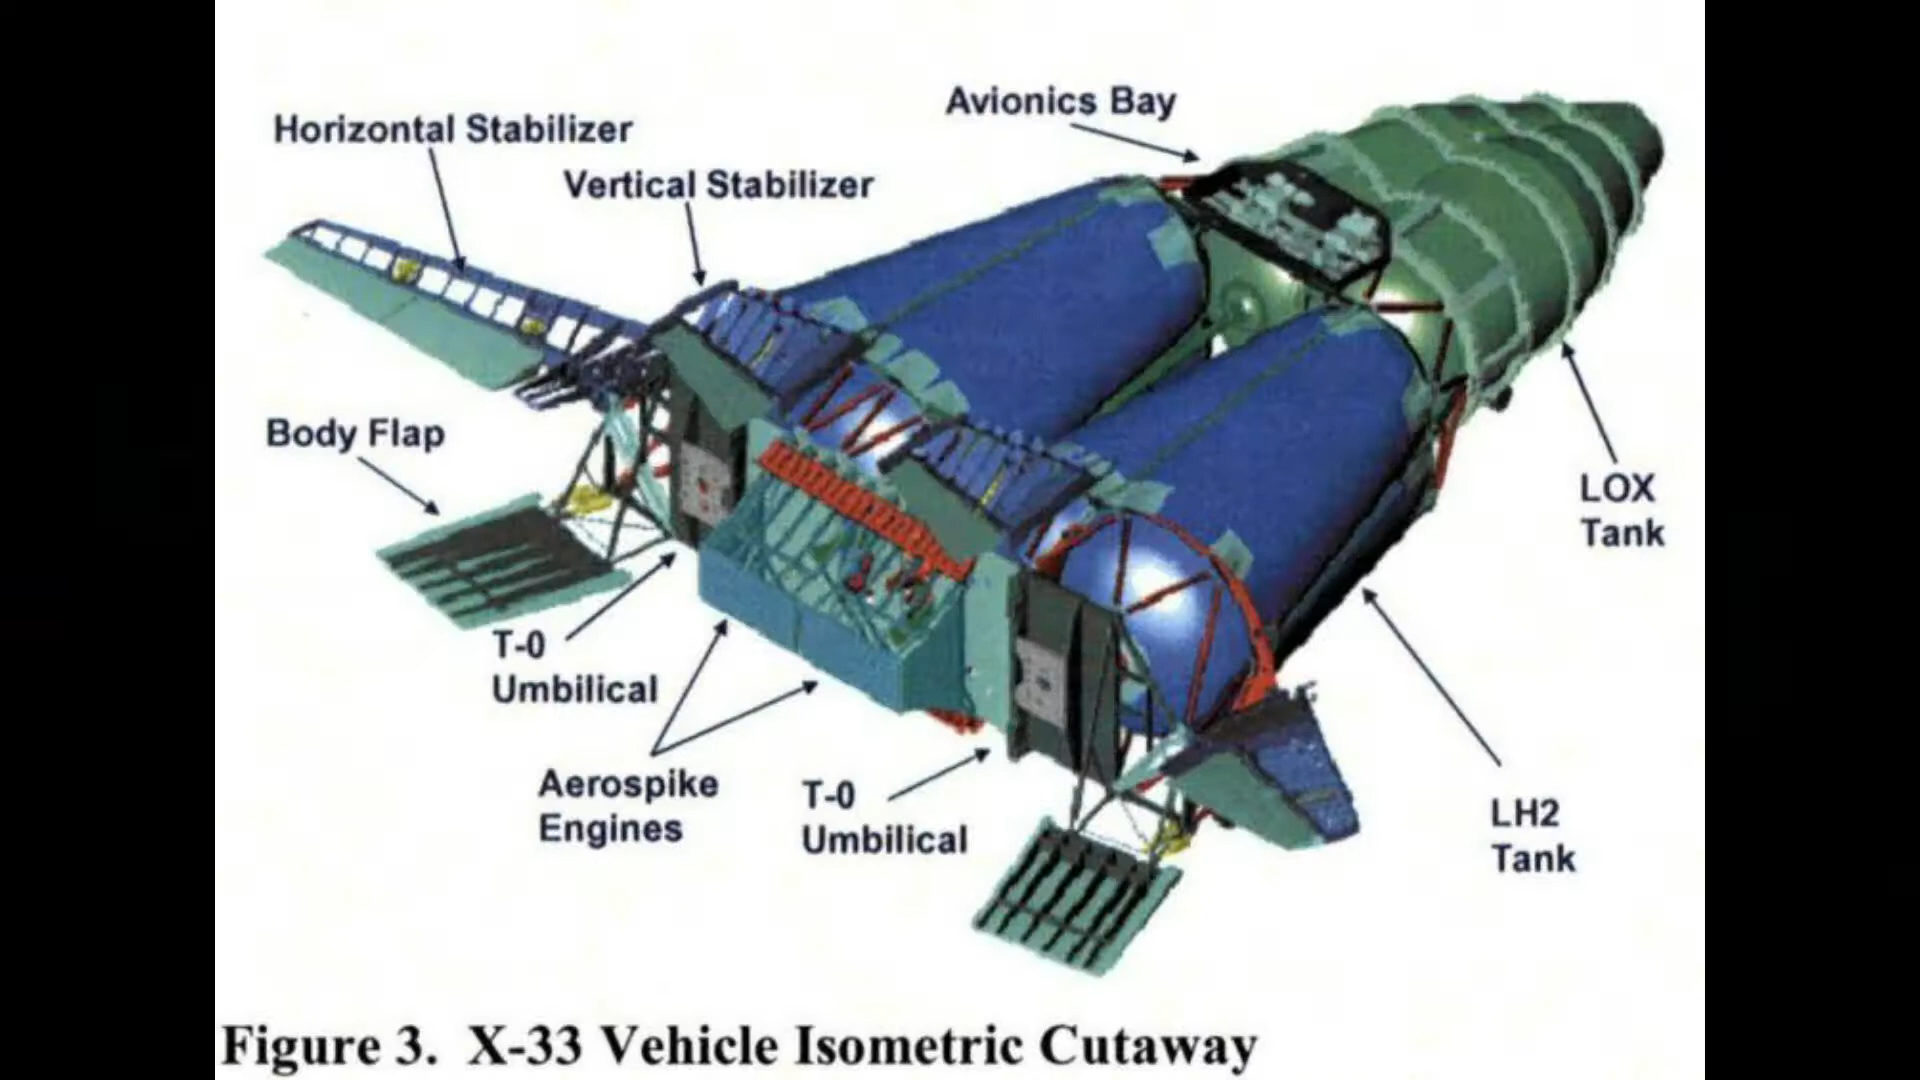 Avionics Bay
Horizontal Stabilizer
Vertical Stabilizer
Body Flap
LOX
Tank
T-0
Umbilical
Aerospike
Engines
T-0
Umbilical
LH2
Tank
Figure 3. X-33 Vehicle Isometric Cutaway